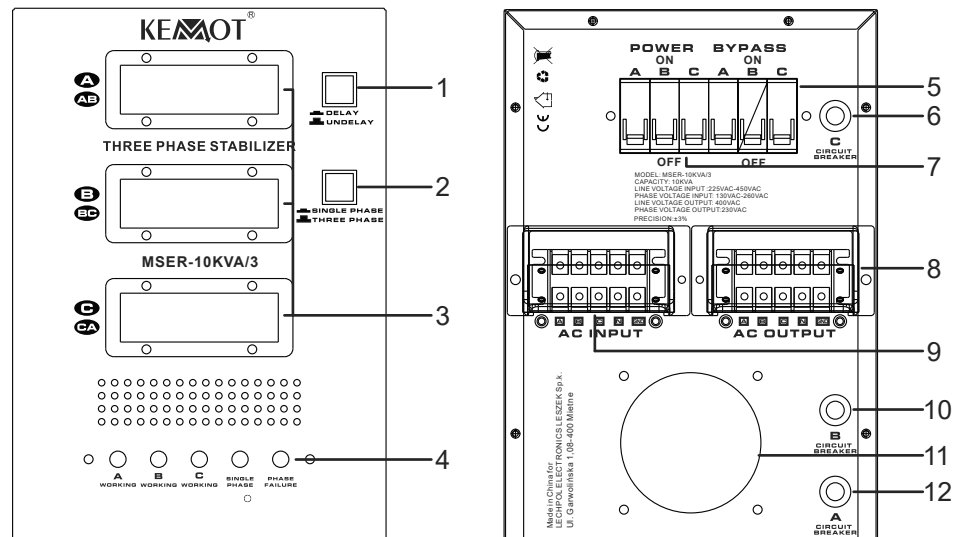 KEMOT®
A
AB
DELAY
UNDELAY
1
THREE PHASE STABILIZER
B
BC
SINGLE PHASE
THREE PHASE
2
MSER-10KVA/3
C
CA
3
A WORKING
B WORKING
C WORKING
SINGLE PHASE
PHASE FAILURE
4
POWER BYPASS
ON ON
A B C A B C
5
6
C
CIRCUIT
BREAKER
OFF OFF
7
CE
MODEL: MSER-10KVA/3
CAPACITY: 10KVA
LINE VOLTAGE INPUT :225VAC-450VAC
PHASE VOLTAGE INPUT: 130VAC-260VAC
LINE VOLTAGE OUTPUT: 400VAC
PHASE VOLTAGE OUTPUT:230VAC
PRECISION:±3%
8
A B C N
A B C N
AC INPUT
AC OUTPUT
9
Made in China for
LECHPOL ELECTRONICS LESZEK Sp.k.
Ul. Garwolińska 1,08-400 Mietne
10
B
CIRCUIT
BREAKER
11
12
A
CIRCUIT
BREAKER